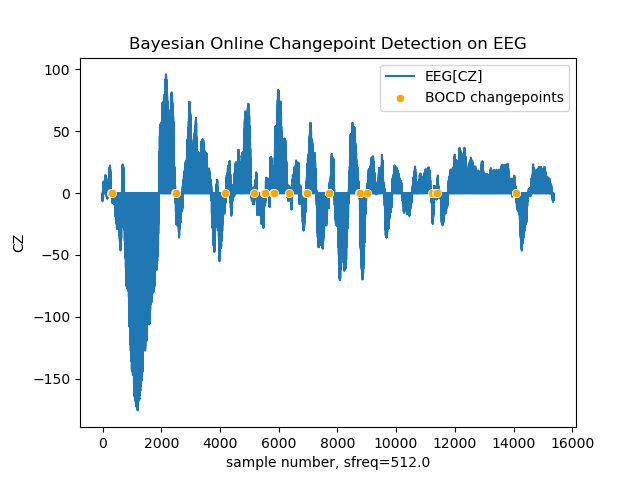 Bayesian Online Changepoint Detection on EEG
EEG[CZ]
BOCD changepoints
100
50
0
−50
−100
−150
CZ
0 2000 4000 6000 8000 10000 12000 14000 16000
sample number, sfreq=512.0